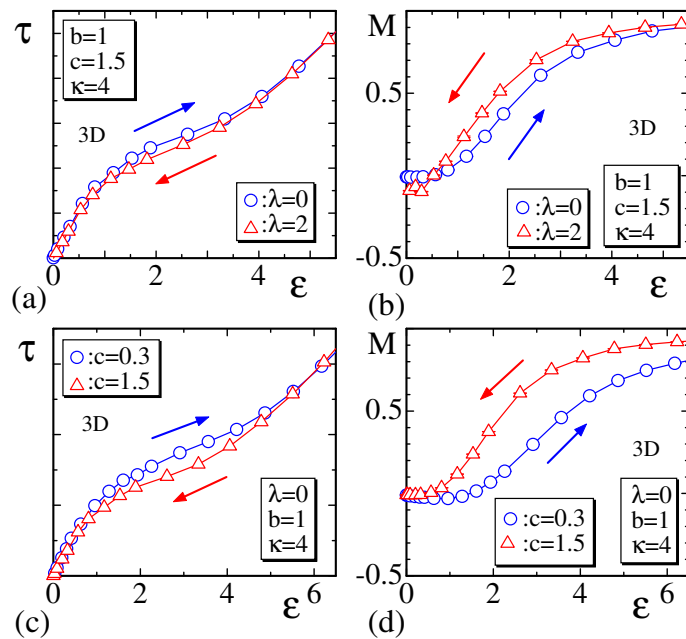 τ
b=1
c=1.5
κ=4
3D
:λ=0
:λ=2
0 2 4
(a) ε
M
0.5
3D
b=1
c=1.5
κ=4
:λ=0
:λ=2
-0.5
0 2 4
(b) ε
τ
:c=0.3
:c=1.5
3D
λ=0
b=1
κ=4
0 2 4 6
(c) ε
M
0.5
3D
:c=0.3
:c=1.5
λ=0
b=1
κ=4
-0.5
0 2 4 6
(d) ε